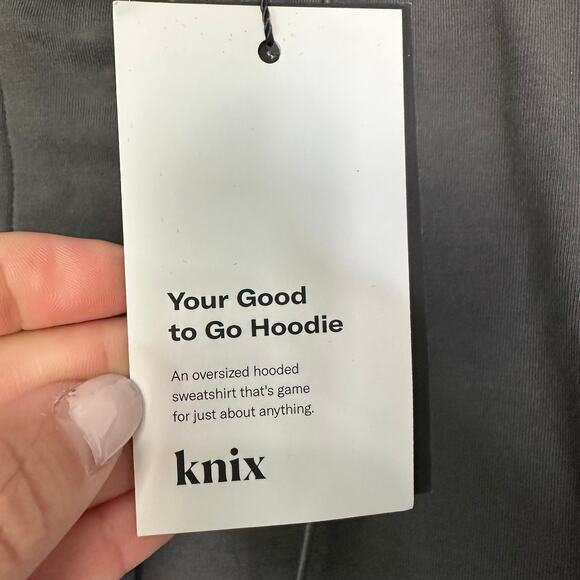 Your Good
to Go Hoodie
An oversized hooded
sweatshirt that's game
for just about anything.
knix